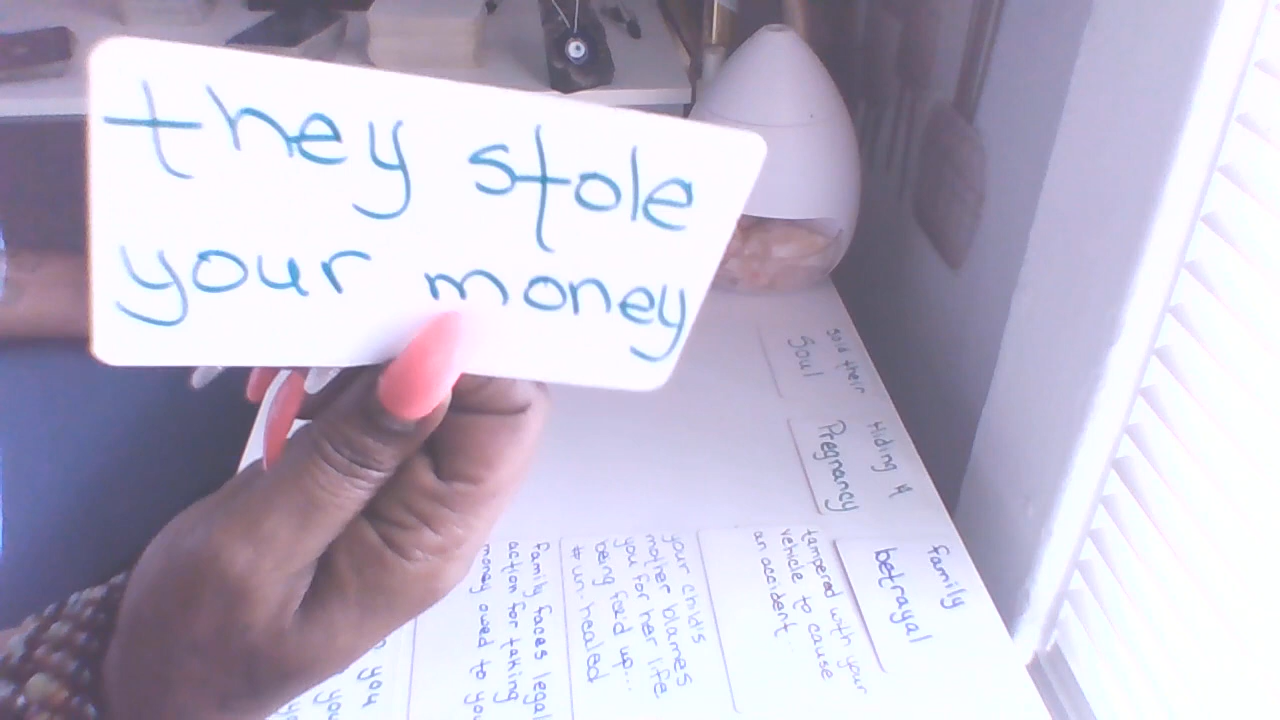 they stole
your money
sold their
Soul
Hiding A
Pregnancy
family
betrayal
tampered with your
vehicle to cause
an accident..
your child's
mother blames
you for her life
being fucked up...
#un-healed
family faces legal
action for taking
money owed to you
you
you